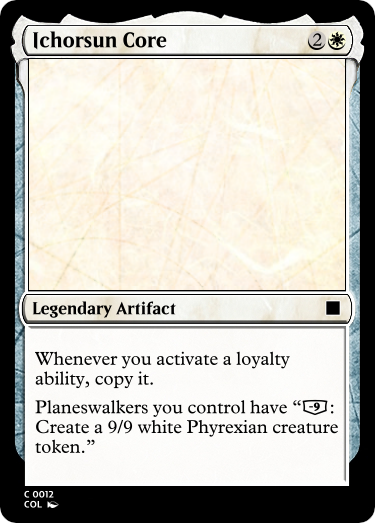 Ichorsun Core 2
Legendary Artifact
Whenever you activate a loyalty
ability, copy it.
Planeswalkers you control have “-9:
Create a 9/9 white Phyrexian creature
token.”
C 0012
COL